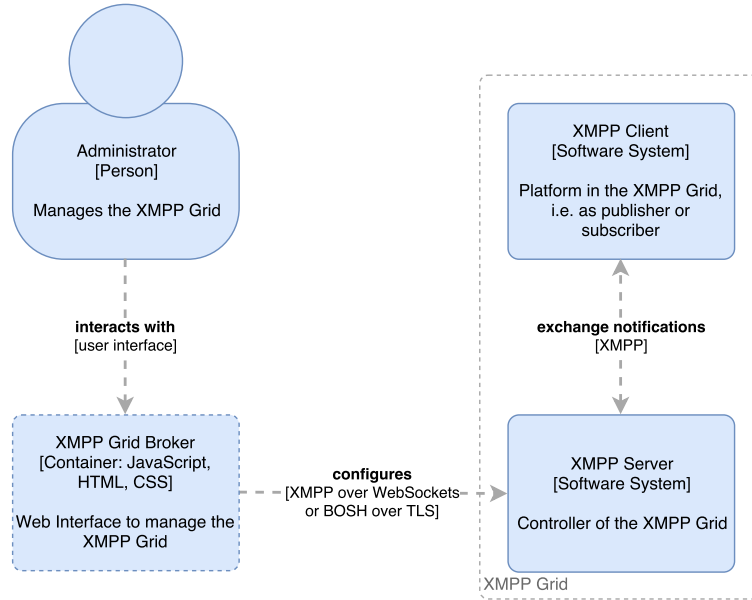 Administrator
[Person]
Manages the XMPP Grid
interacts with
[user interface]
XMPP Grid Broker
[Container: JavaScript,
HTML, CSS]
Web Interface to manage the
XMPP Grid
configures
[XMPP over WebSockets
or BOSH over TLS]
XMPP Client
[Software System]
Platform in the XMPP Grid,
i.e. as publisher or
subscriber
exchange notifications
[XMPP]
XMPP Server
[Software System]
Controller of the XMPP Grid
XMPP Grid